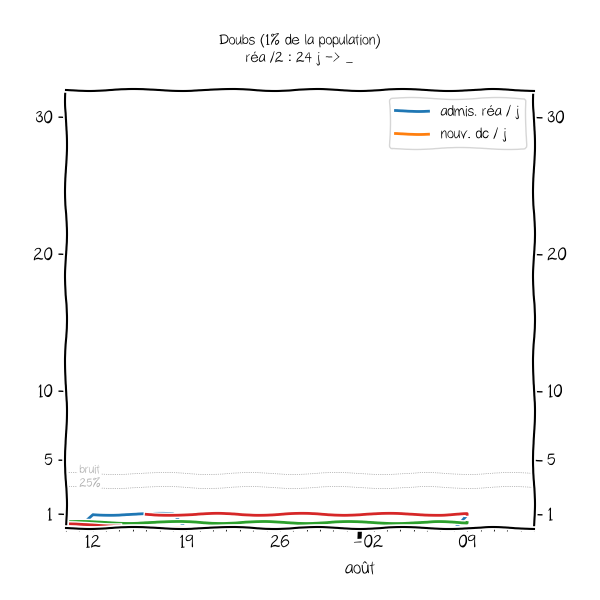 Doubs (1% de la population)
réa /2 : 24 j -> _
admis. réa / j
nouv. dc / j
30
30
20
20
10
10
5
5
bruit
25%
1
1
12
19
26
02
09
août